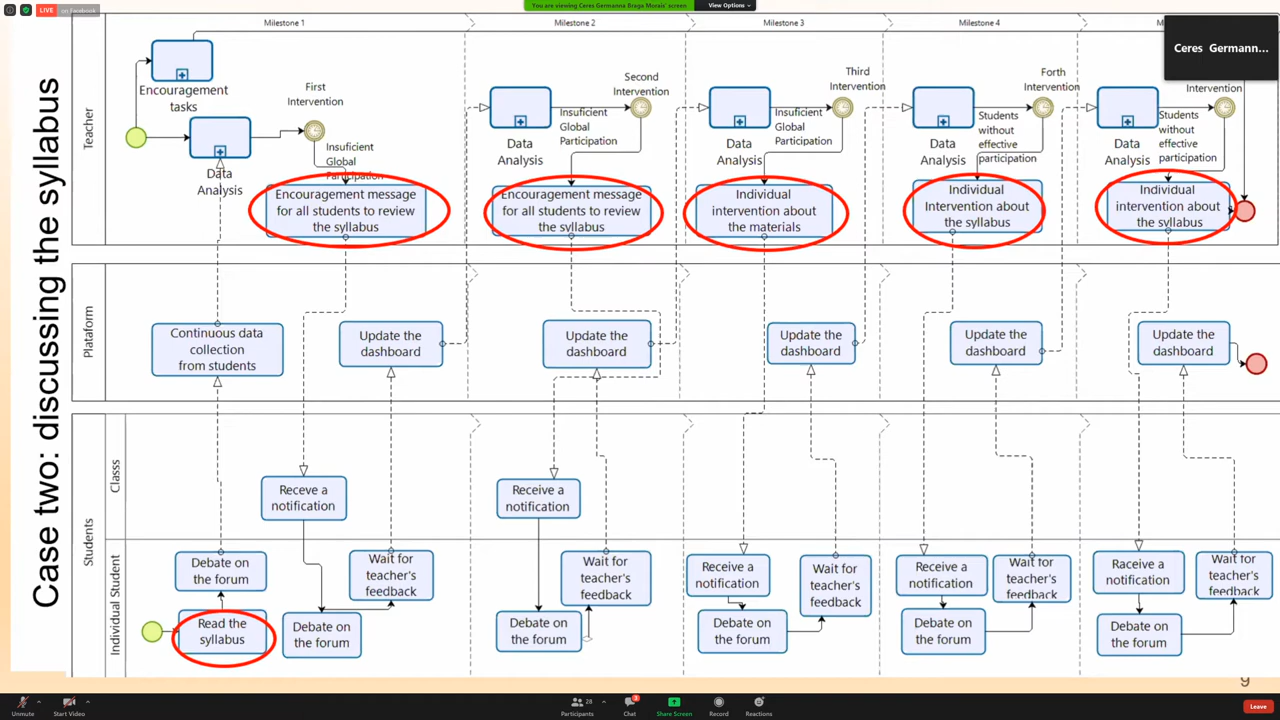 LIVE on Facebook
You are viewing Ceres Germanna Braga Morais' screen
View Options
Ceres Germann...
Case two: discussing the syllabus
Milestone 1
Milestone 2
Milestone 3
Milestone 4
Teacher
Encouragement
tasks
Data
Analysis
First
Intervention
Insuficient
Global
Participation
Encouragement message
for all students to review
the syllabus
Data
Analysis
Second
Intervention
Insuficient
Global
Participation
Encouragement message
for all students to review
the syllabus
Data
Analysis
Third
Intervention
Insuficient
Global
Participation
Individual
intervention about
the materials
Data
Analysis
Forth
Intervention
Students
without
effective
participation
Individual
Intervention about
the syllabus
Data
Analysis
Intervention
Students
without
effective
participation
Individual
intervention about
the syllabus
Plataform
Continuous data
collection
from students
Update the
dashboard
Update the
dashboard
Update the
dashboard
Update the
dashboard
Update the
dashboard
Students
Classs
Receve a
notification
Receive a
notification
Individual Student
Debate on
the forum
Read the
syllabus
Wait for
teacher's
feedback
Debate on
the forum
Wait for
teacher's
feedback
Debate on
the forum
Receive a
notification
Wait for
teacher's
feedback
Debate on
the forum
Receive a
notification
Wait for
teacher's
feedback
Debate on
the forum
Raceive a
notification
Wait for
teacher's
feedback
Debate on
the forum
9
Unmute
Start Video
Participants
28
Chat
3
Share Screen
Record
Reactions
Leave